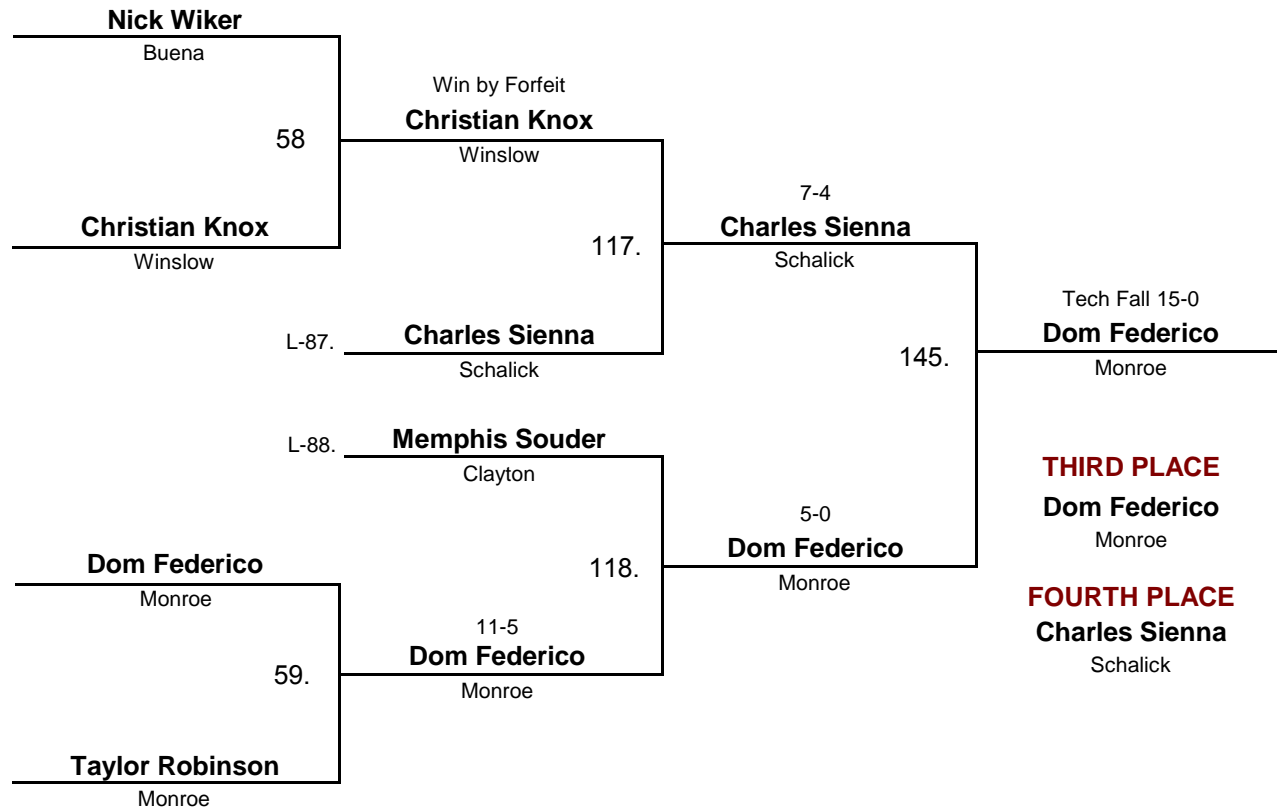 Nick Wiker
Buena
58
Christian Knox
Winslow
Win by Forfeit
Christian Knox
Winslow
117.
L-87.
Charles Sienna
Schalick
7-4
Charles Sienna
Schalick
145.
Tech Fall 15-0
Dom Federico
Monroe
L-88.
Memphis Souder
Clayton
118.
5-0
Dom Federico
Monroe
Dom Federico
Monroe
59.
11-5
Dom Federico
Monroe
Taylor Robinson
Monroe
THIRD PLACE
Dom Federico
Monroe
FOURTH PLACE
Charles Sienna
Schalick